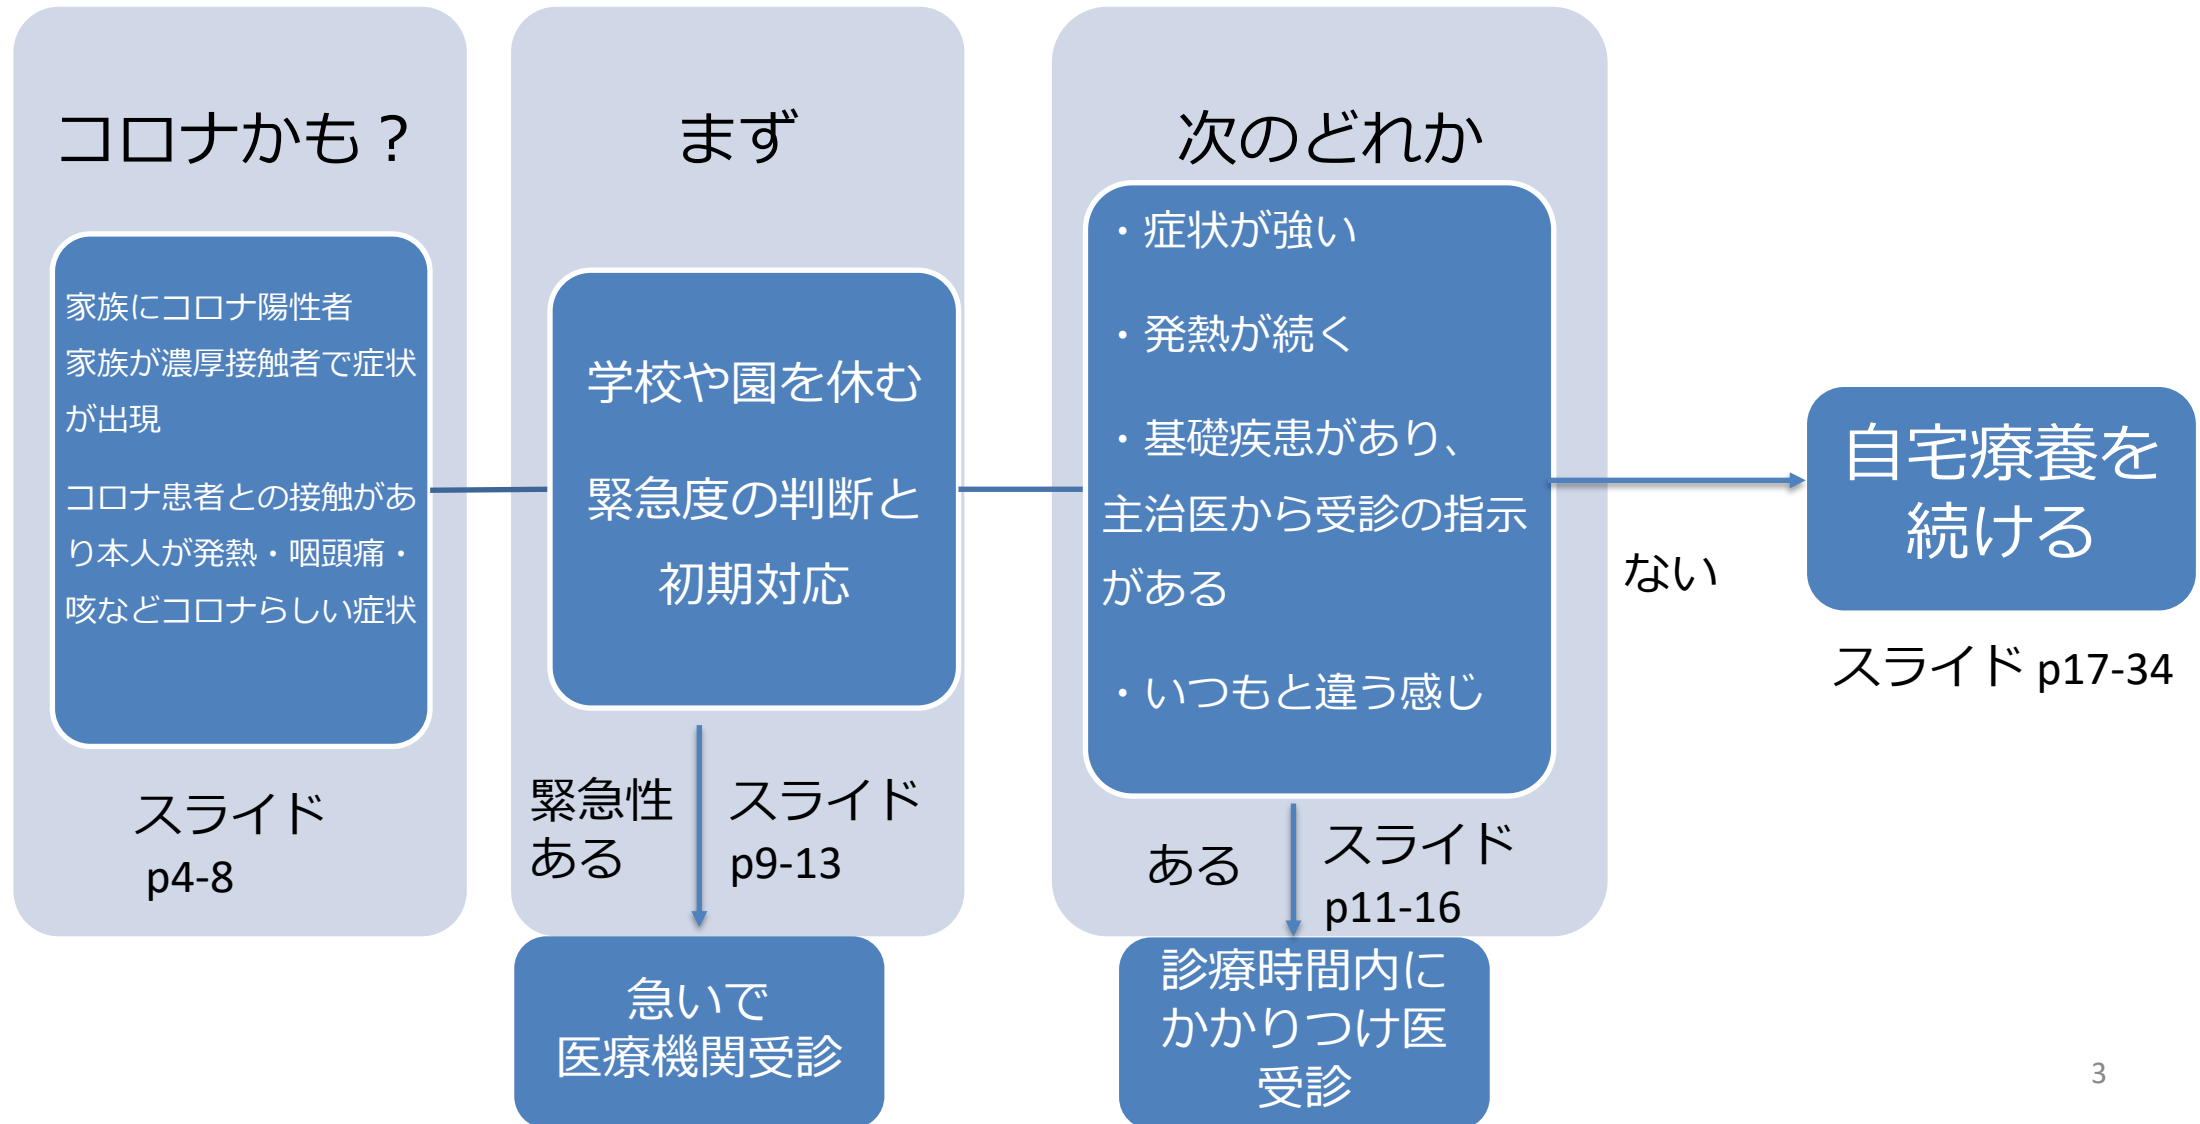 コロナかも？
家族にコロナ陽性者
家族が濃厚接触者で症状
が出現
コロナ患者との接触があ
り本人が発熱・咽頭痛・
咳などコロナらしい症状
スライド
p4-8
まず
学校や園を休む
緊急度の判断と
初期対応
緊急性
ある
スライド
p9-13
急いで
医療機関受診
次のどれか
・症状が強い
・発熱が続く
・基礎疾患があり、
主治医から受診の指示
がある
・いつもと違う感じ
ある
スライド
p11-16
診療時間内に
かかりつけ医
受診
ない
自宅療養を
続ける
スライド p17-34
3